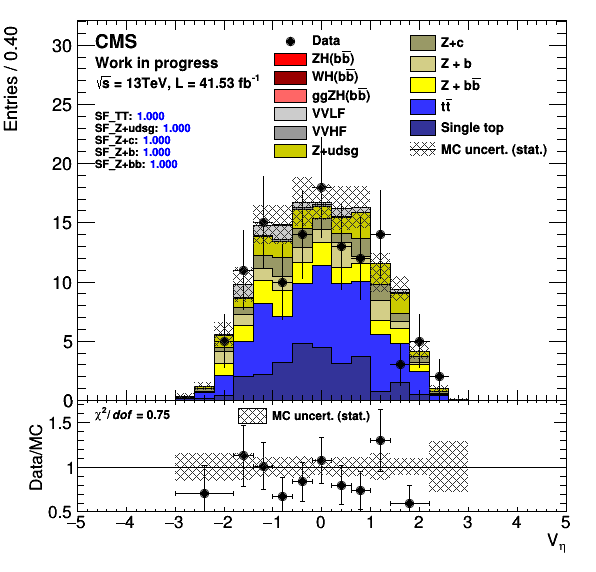 CMS
Work in progress
√s = 13TeV, L = 41.53 fb⁻¹
SF_TT: 1.000
SF_Z+udsg: 1.000
SF_Z+c: 1.000
SF_Z+b: 1.000
SF_Z+bb: 1.000
Data
ZH(bb̅)
WH(bb̅)
ggZH(bb̅)
VVLF
VVHF
Z+udsg
Z+c
Z + b
Z + bb̅
tt̅
Single top
MC uncert. (stat.)
Entries / 0.40
30
25
20
15
10
5
0
χ²/dof = 0.75
MC uncert. (stat.)
Data/MC
1.5
1
0.5
−5 −4 −3 −2 −1 0 1 2 3 4 5
V_η